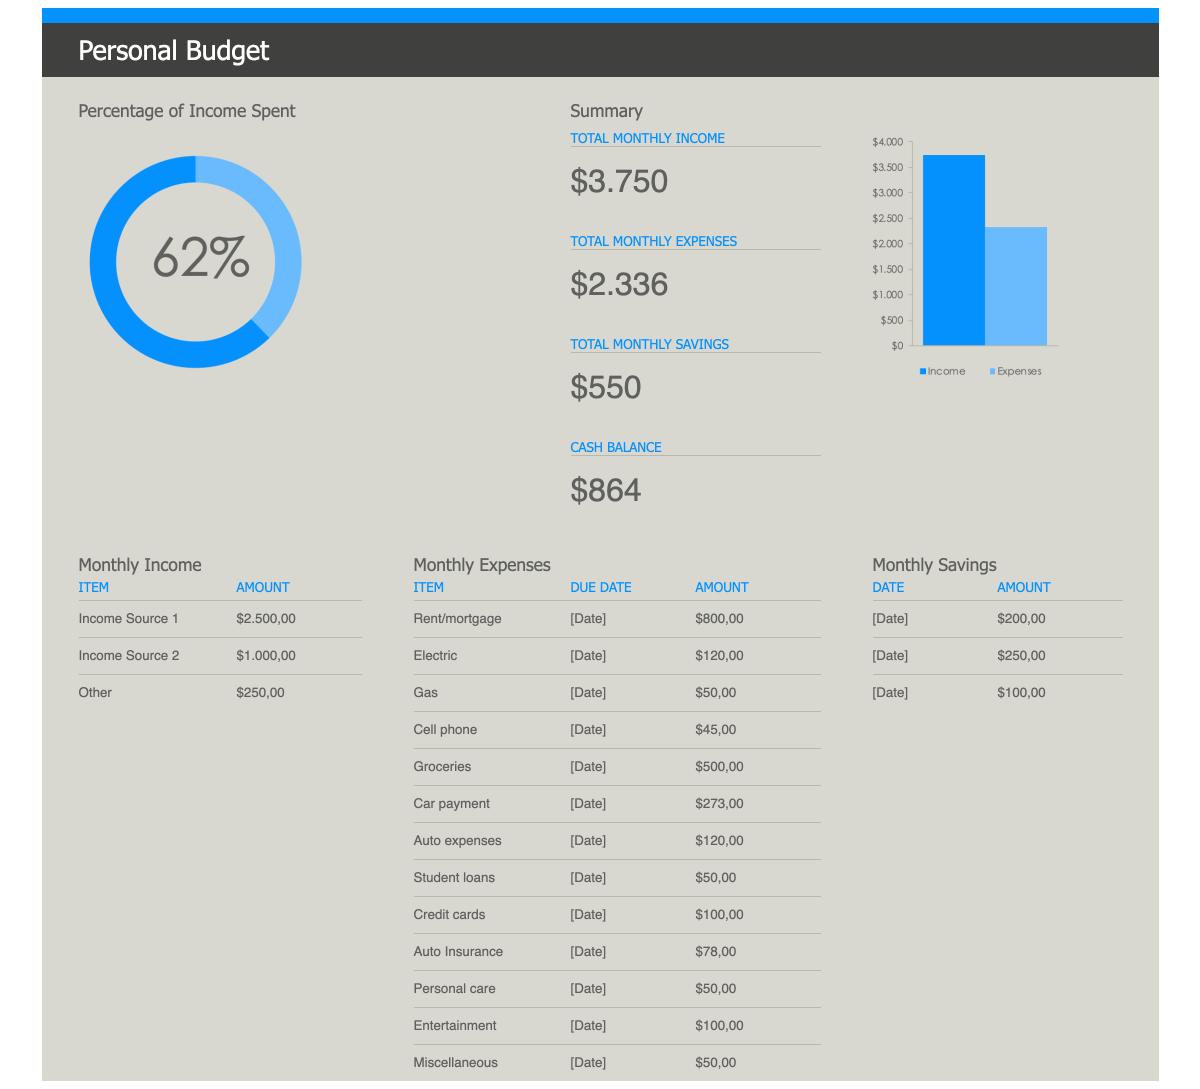 Personal Budget
Percentage of Income Spent
62%
Summary
TOTAL MONTHLY INCOME
$3.750
TOTAL MONTHLY EXPENSES
$2.336
TOTAL MONTHLY SAVINGS
$550
CASH BALANCE
$864
$4.000
$3.500
$3.000
$2.500
$2.000
$1.500
$1.000
$500
$0
Income Expenses
Monthly Income
ITEM AMOUNT
Income Source 1 $2.500,00
Income Source 2 $1.000,00
Other $250,00
Monthly Expenses
ITEM DUE DATE AMOUNT
Rent/mortgage [Date] $800,00
Electric [Date] $120,00
Gas [Date] $50,00
Cell phone [Date] $45,00
Groceries [Date] $500,00
Car payment [Date] $273,00
Auto expenses [Date] $120,00
Student loans [Date] $50,00
Credit cards [Date] $100,00
Auto Insurance [Date] $78,00
Personal care [Date] $50,00
Entertainment [Date] $100,00
Miscellaneous [Date] $50,00
Monthly Savings
DATE AMOUNT
[Date] $200,00
[Date] $250,00
[Date] $100,00